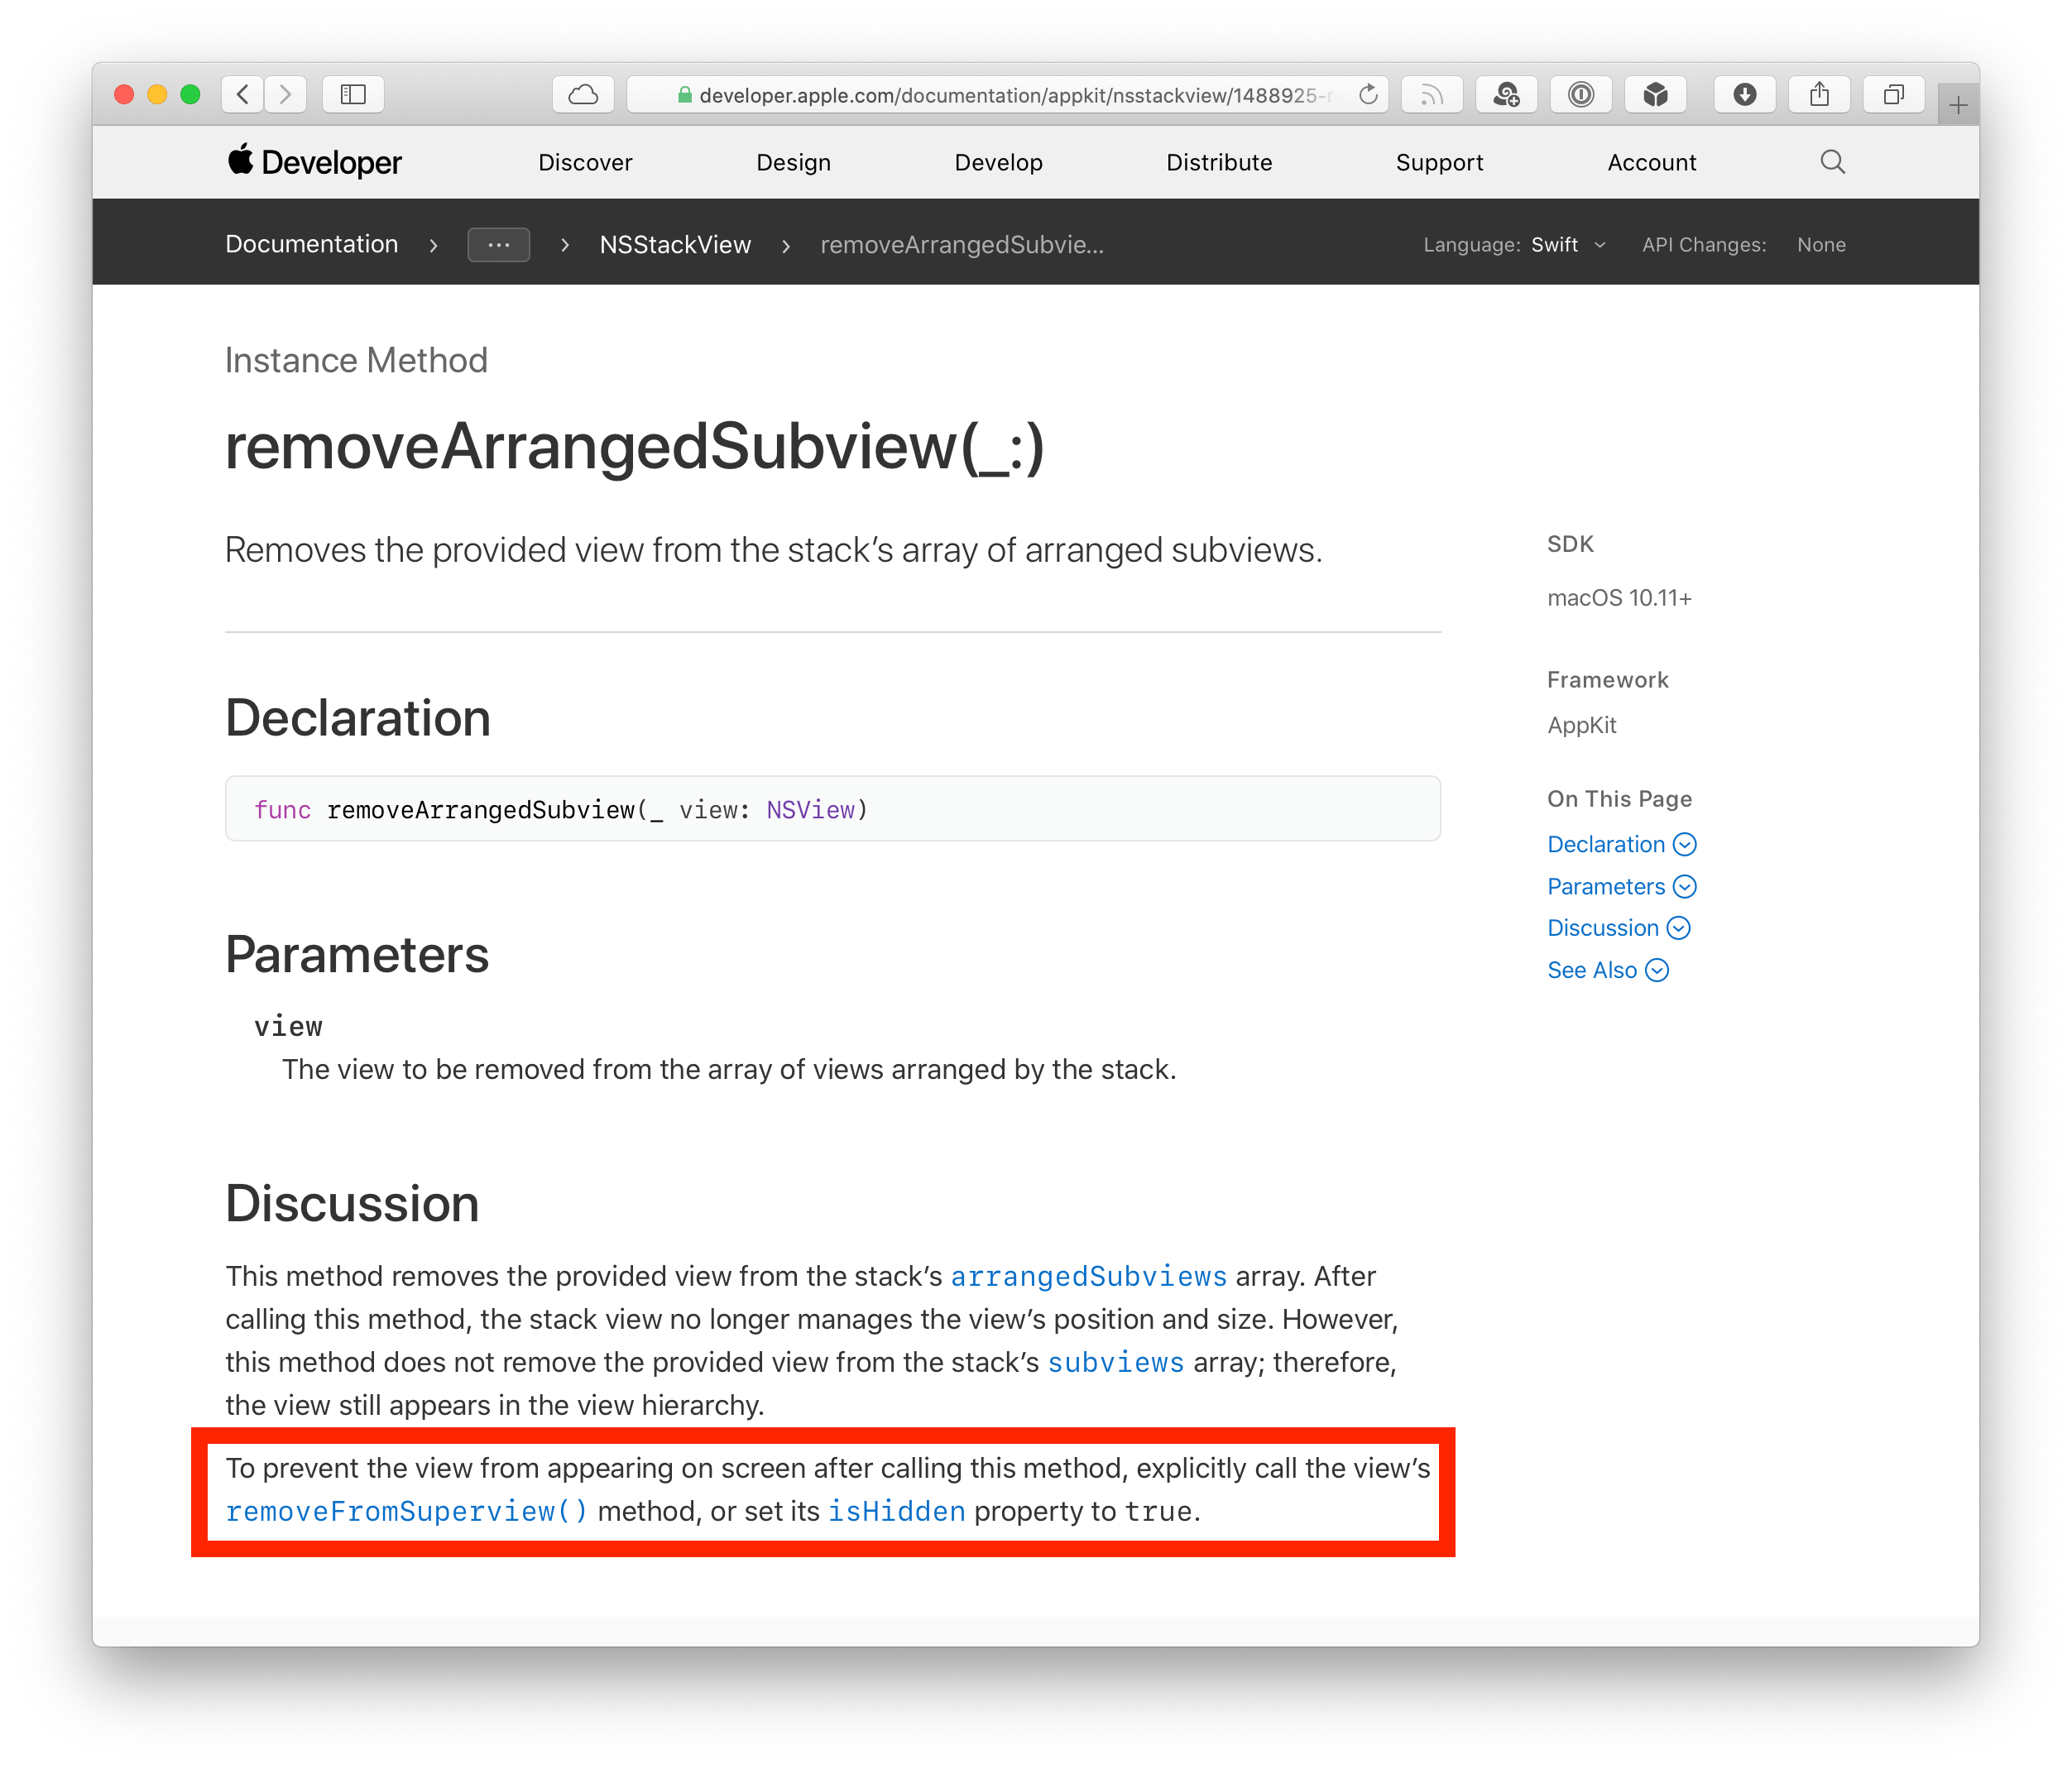 developer.apple.com/documentation/appkit/nsstackview/1488925-r
Developer Discover Design Develop Distribute Support Account
Documentation › ··· › NSStackView › removeArrangedSubvie... Language: Swift API Changes: None
Instance Method
removeArrangedSubview(_:)
Removes the provided view from the stack’s array of arranged subviews.
SDK
macOS 10.11+
Framework
AppKit
On This Page
Declaration
Parameters
Discussion
See Also
Declaration
func removeArrangedSubview(_ view: NSView)
Parameters
view
The view to be removed from the array of views arranged by the stack.
Discussion
This method removes the provided view from the stack’s arrangedSubviews array. After
calling this method, the stack view no longer manages the view’s position and size. However,
this method does not remove the provided view from the stack’s subviews array; therefore,
the view still appears in the view hierarchy.
To prevent the view from appearing on screen after calling this method, explicitly call the view’s
removeFromSuperview() method, or set its isHidden property to true.